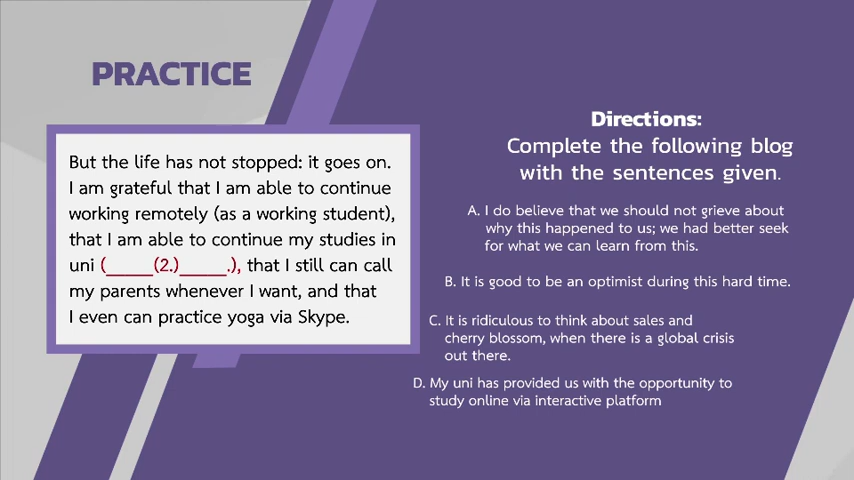 PRACTICE
But the life has not stopped: it goes on.
I am grateful that I am able to continue
working remotely (as a working student),
that I am able to continue my studies in
uni (_____(2.)_____.), that I still can call
my parents whenever I want, and that
I even can practice yoga via Skype.
Directions:
Complete the following blog
with the sentences given.
A. I do believe that we should not grieve about
why this happened to us; we had better seek
for what we can learn from this.
B. It is good to be an optimist during this hard time.
C. It is ridiculous to think about sales and
cherry blossom, when there is a global crisis
out there.
D. My uni has provided us with the opportunity to
study online via interactive platform